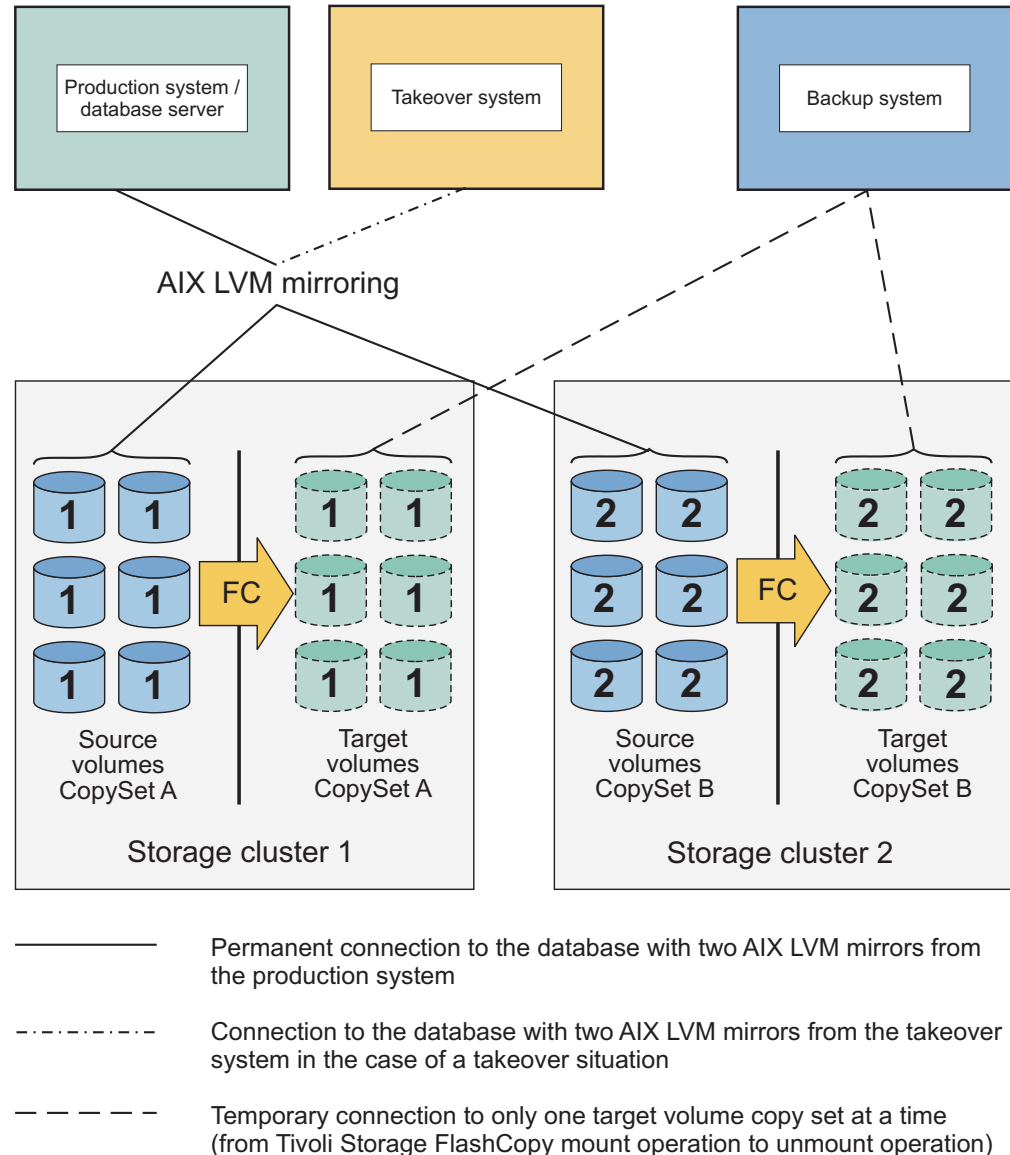 Production system /
database server
Takeover system
Backup system
AIX LVM mirroring
1 1 1 1
2 2 2 2
1 1
FC
1 1
2 2
FC
2 2
1 1 1 1
2 2 2 2
Source
volumes
CopySet A
Target
volumes
CopySet A
Source
volumes
CopySet B
Target
volumes
CopySet B
Storage cluster 1
Storage cluster 2
Permanent connection to the database with two AIX LVM mirrors from
the production system
Connection to the database with two AIX LVM mirrors from the takeover
system in the case of a takeover situation
Temporary connection to only one target volume copy set at a time
(from Tivoli Storage FlashCopy mount operation to unmount operation)